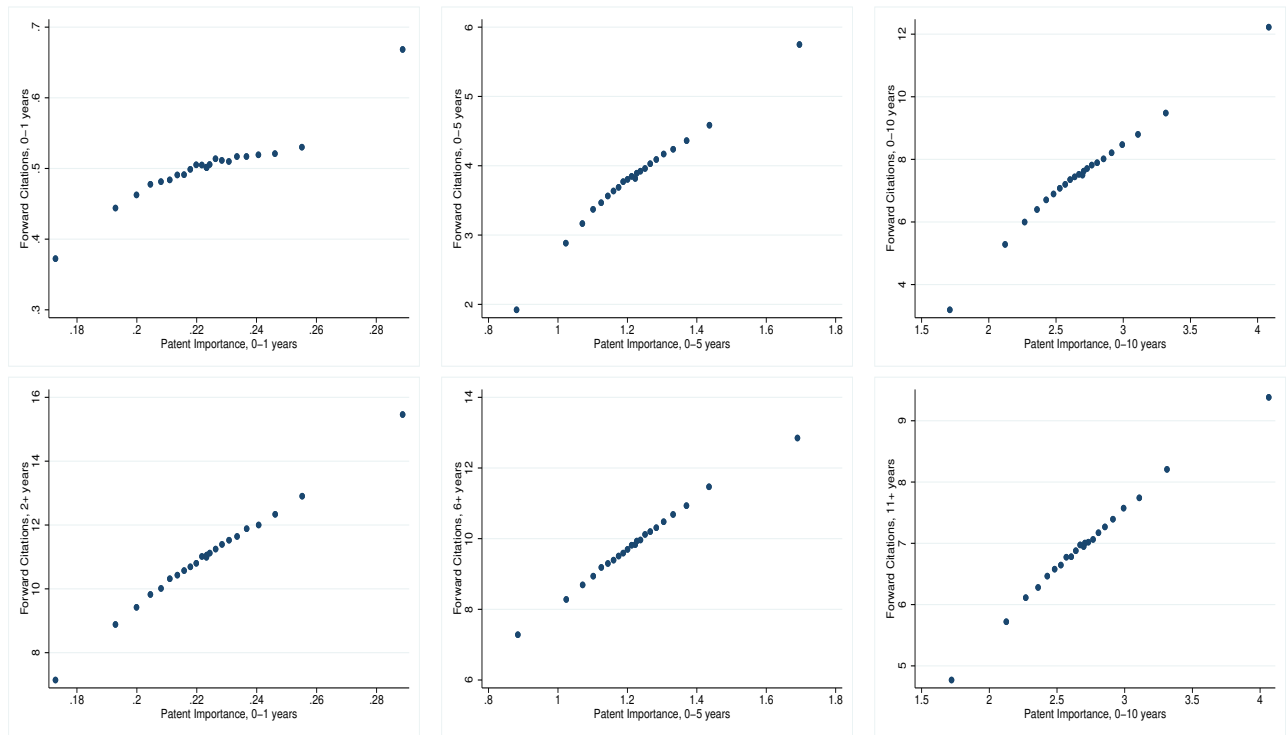 .7
.6
.5
.4
.3
Forward Citations, 0−1 years
.18 .2 .22 .24 .26 .28
Patent Importance, 0−1 years
6
5
4
3
2
Forward Citations, 0−5 years
.8 1 1.2 1.4 1.6 1.8
Patent Importance, 0−5 years
12
10
8
6
4
Forward Citations, 0−10 years
1.5 2 2.5 3 3.5 4
Patent Importance, 0−10 years
16
14
12
10
8
Forward Citations, 2+ years
.18 .2 .22 .24 .26 .28
Patent Importance, 0−1 years
14
12
10
8
6
Forward Citations, 6+ years
.8 1 1.2 1.4 1.6 1.8
Patent Importance, 0−5 years
9
8
7
6
5
Forward Citations, 11+ years
1.5 2 2.5 3 3.5 4
Patent Importance, 0−10 years